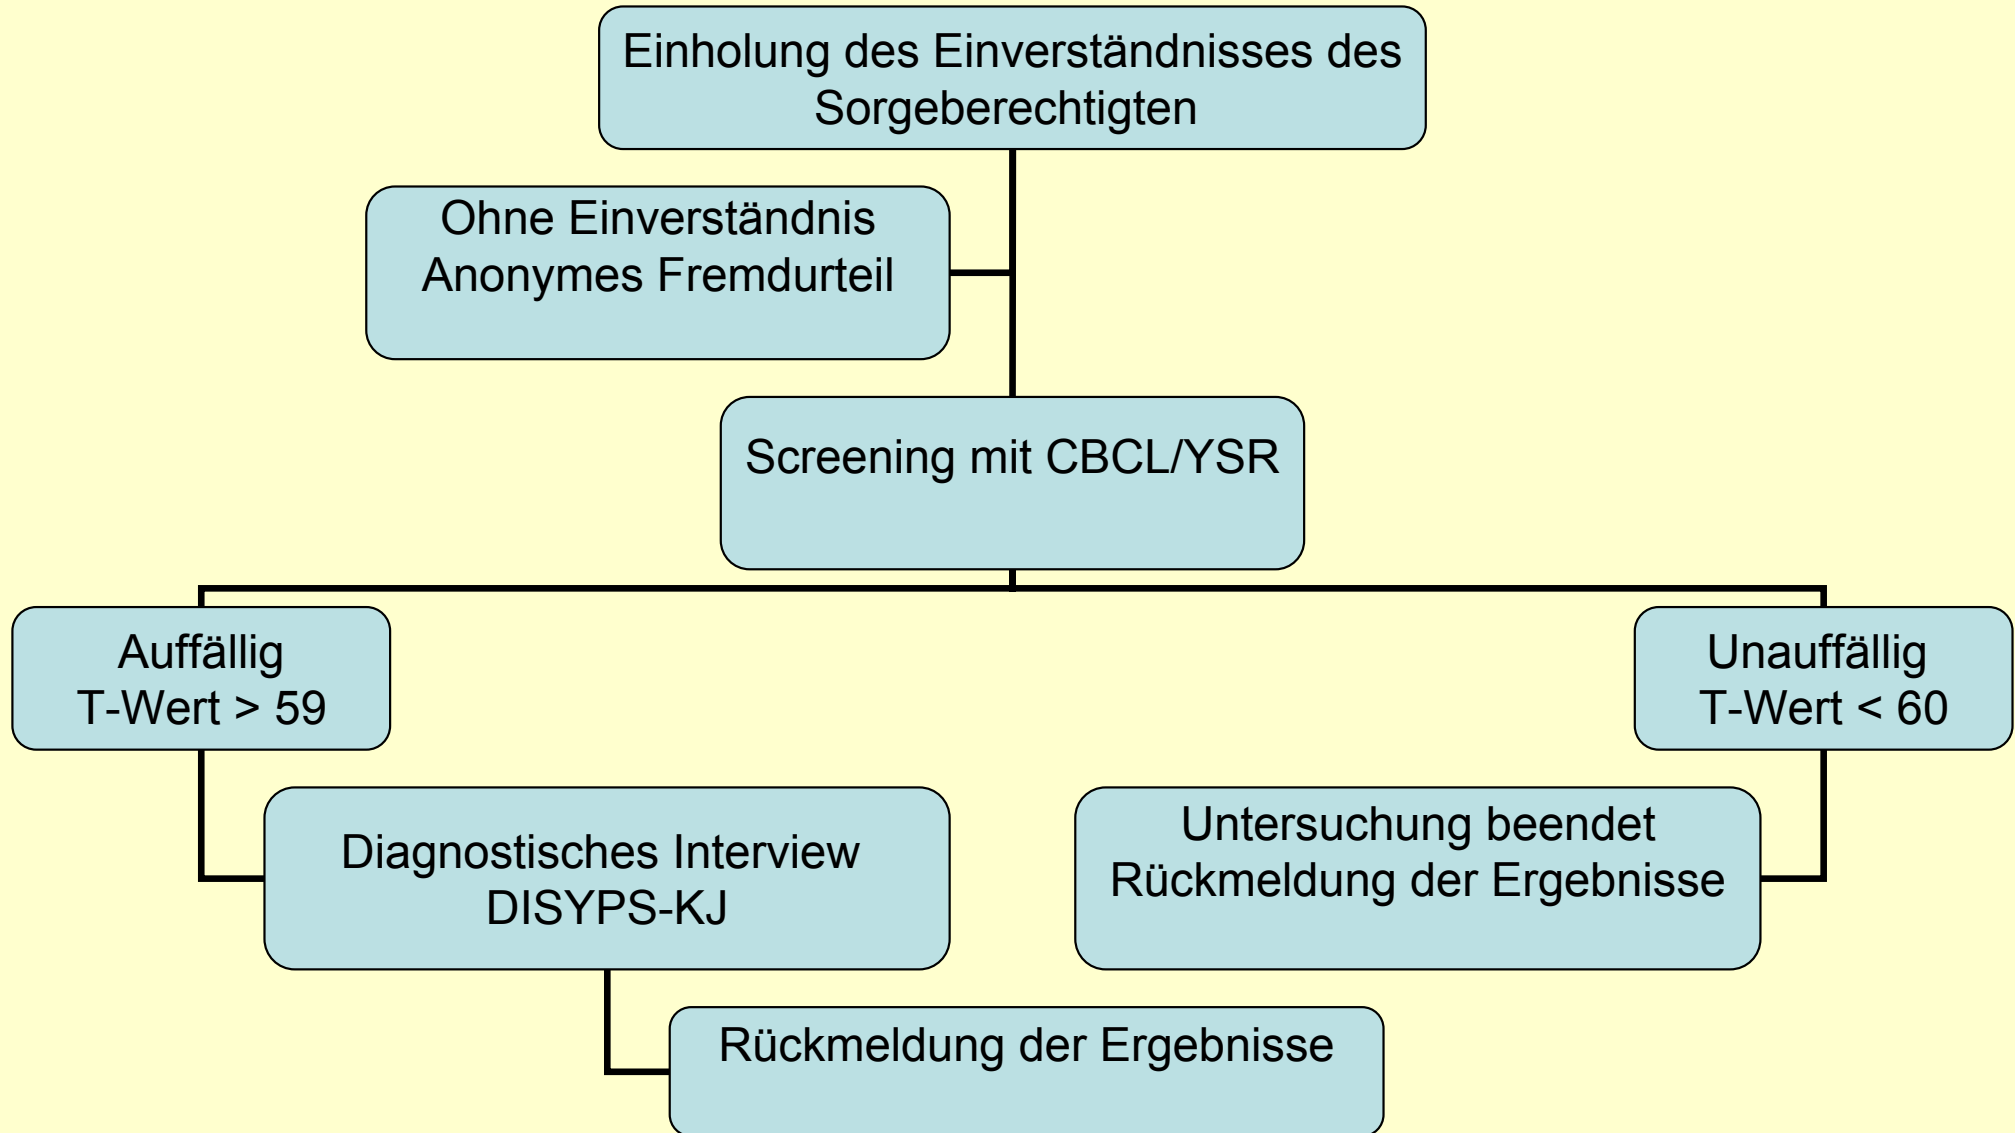 Einholung des Einverständnisses des
Sorgeberechtigten
Ohne Einverständnis
Anonymes Fremdurteil
Screening mit CBCL/YSR
Auffällig
T-Wert > 59
Unauffällig
T-Wert < 60
Diagnostisches Interview
DISYPS-KJ
Untersuchung beendet
Rückmeldung der Ergebnisse
Rückmeldung der Ergebnisse